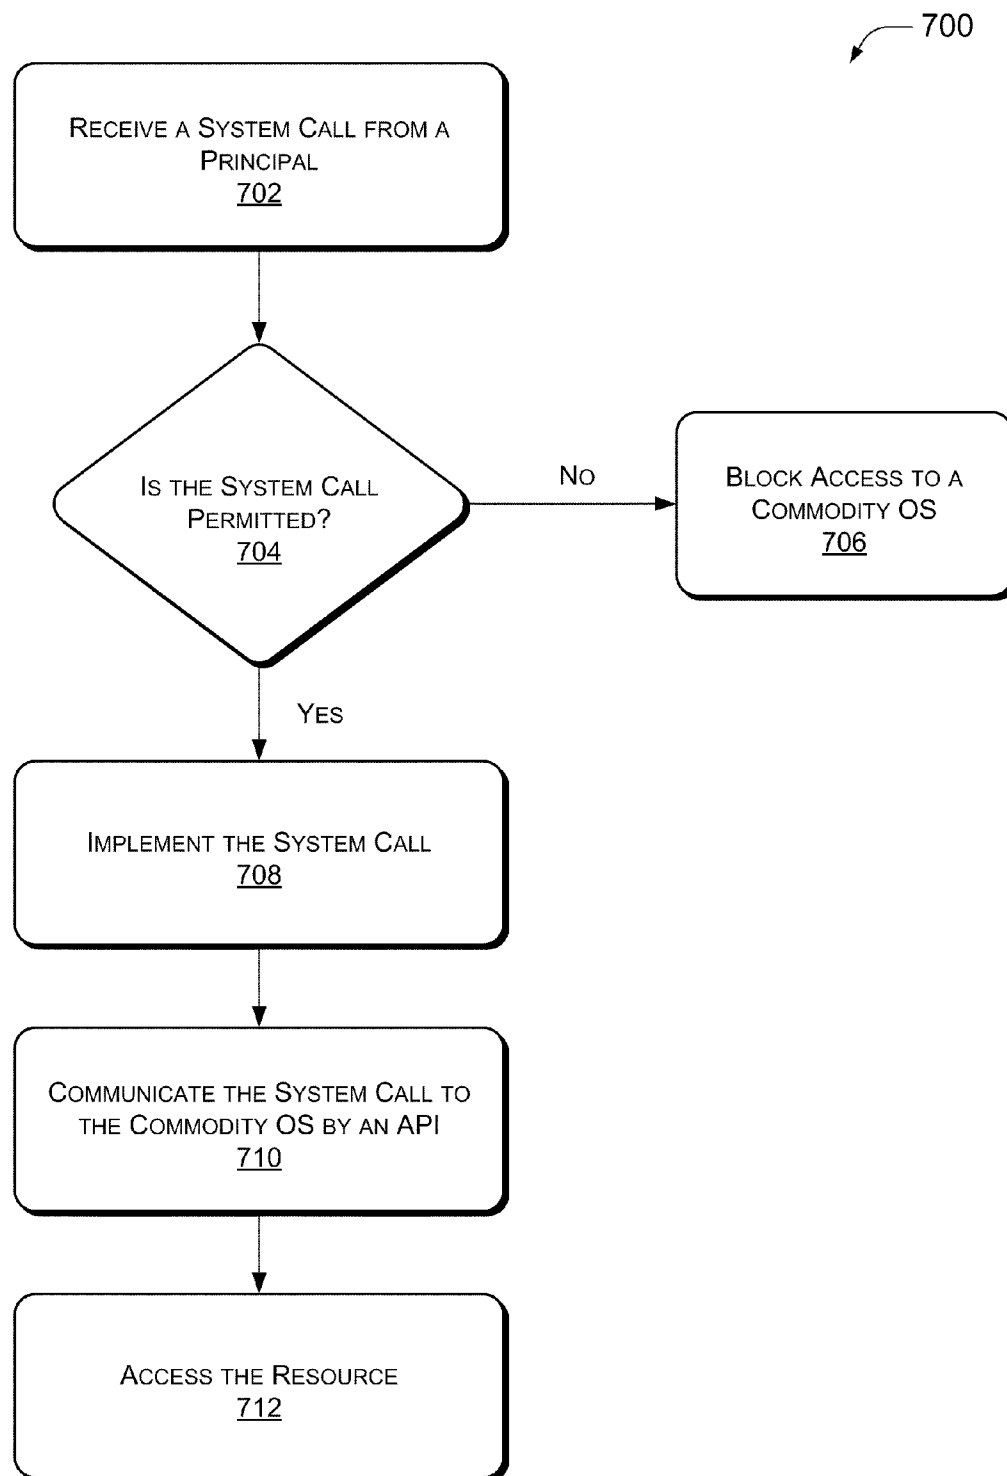 700
RECEIVE A SYSTEM CALL FROM A
PRINCIPAL
702
IS THE SYSTEM CALL
PERMITTED?
704
NO
BLOCK ACCESS TO A
COMMODITY OS
706
YES
IMPLEMENT THE SYSTEM CALL
708
COMMUNICATE THE SYSTEM CALL TO
THE COMMODITY OS BY AN API
710
ACCESS THE RESOURCE
712